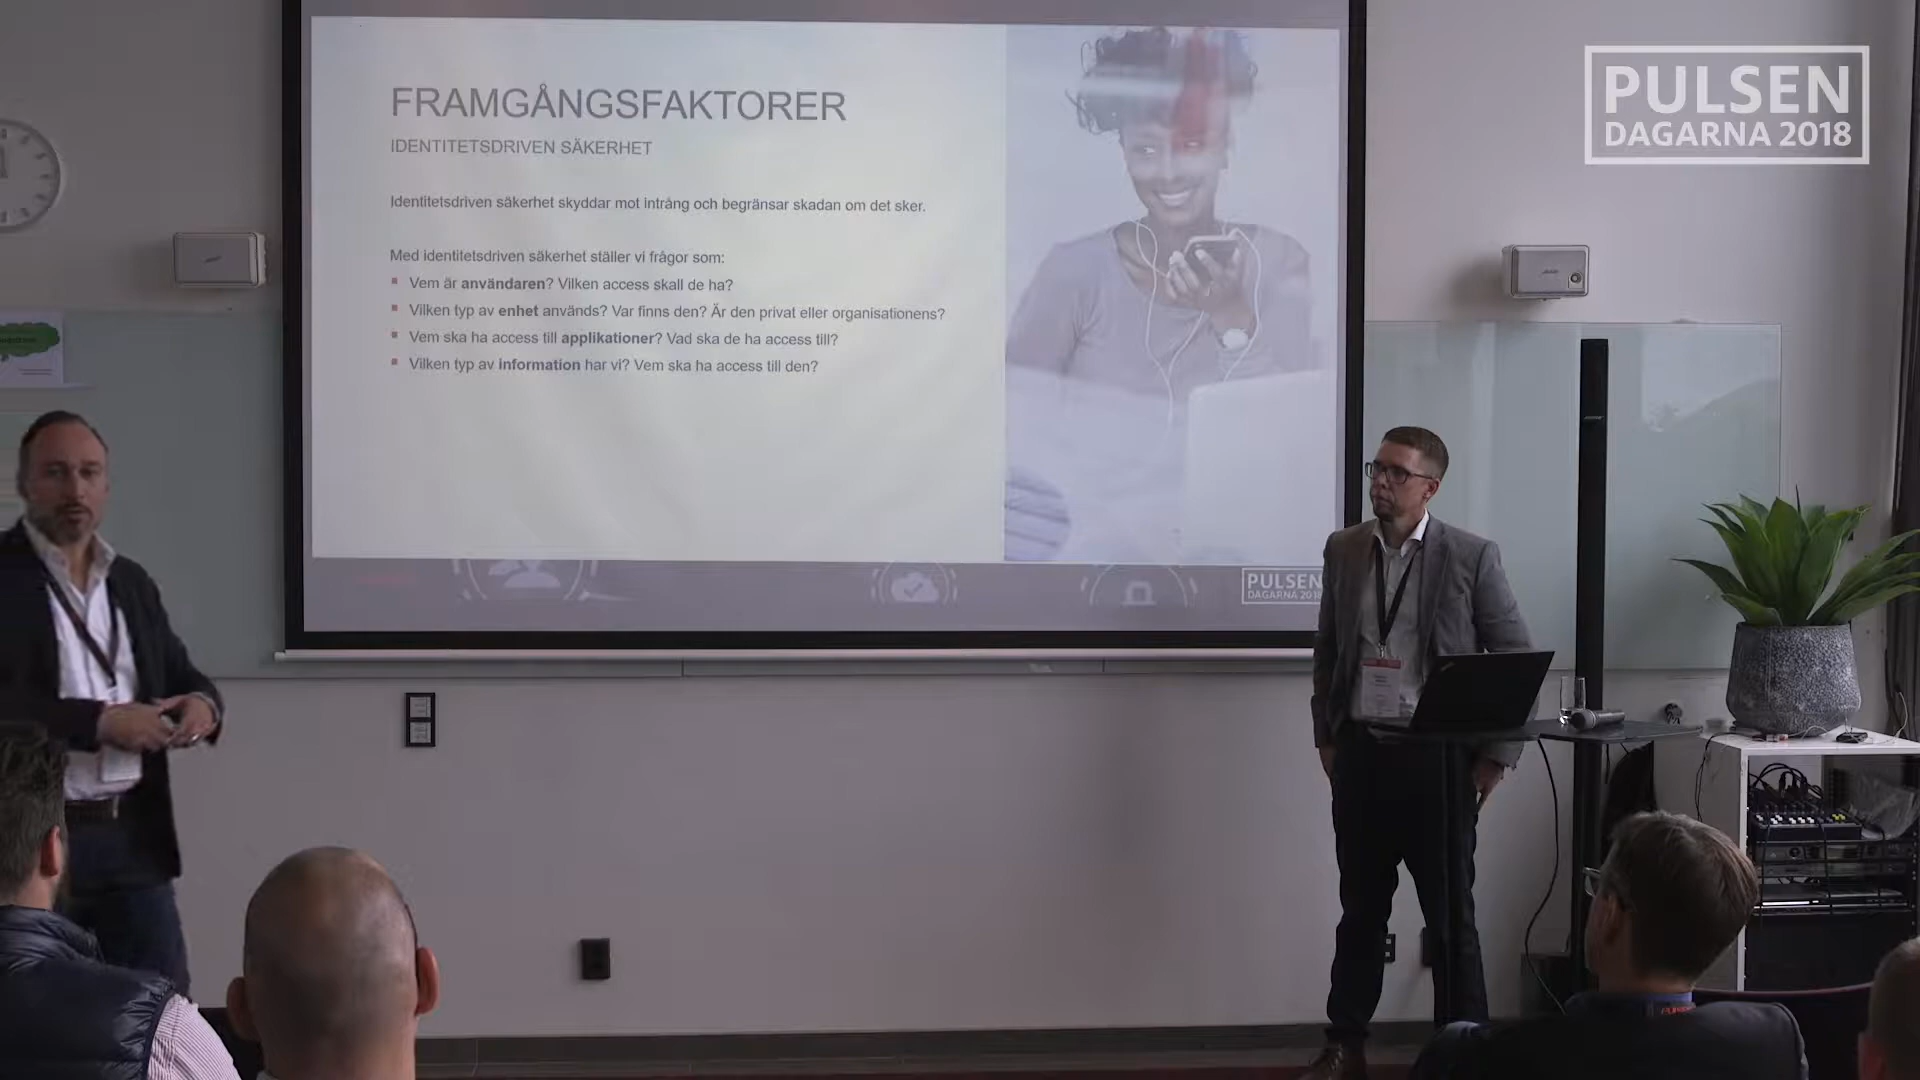 FRAMGÅNGSFAKTORER
IDENTITETSDRIVEN SÄKERHET
Identitetsdriven säkerhet skyddar mot intrång och begränsar skadan om det sker.
Med identitetsdriven säkerhet ställer vi frågor som:
Vem är användaren? Vilken access skall de ha?
Vilken typ av enhet används? Var finns den? Är den privat eller organisationens?
Vem ska ha access till applikationer? Vad ska de ha access till?
Vilken typ av information har vi? Vem ska ha access till den?
PULSEN
DAGARNA 2018
PULSEN
DAGARNA 2018